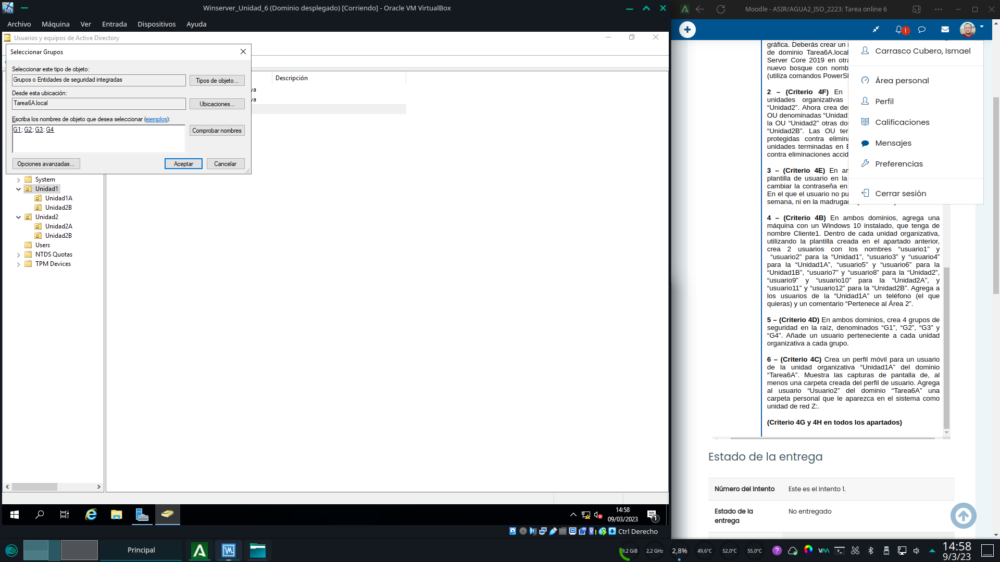 Winserver_Unidad_6 (Dominio desplegado) [Corriendo] - Oracle VM VirtualBox
Archivo Máquina Ver Entrada Dispositivos Ayuda
Usuarios y equipos de Active Directory
Seleccionar Grupos
Seleccionar este tipo de objeto:
Grupos o Entidades de seguridad integradas
Tipos de objeto...
Desde esta ubicación:
Tarea6A.local
Ubicaciones...
Escriba los nombres de objeto que desea seleccionar (ejemplos):
G1; G2; G3; G4
Comprobar nombres
Opciones avanzadas...
Aceptar
Cancelar
Descripción
va
va
System
Unidad1
Unidad1A
Unidad2B
Unidad2
Unidad2A
Unidad2B
Users
NTDS Quotas
TPM Devices
14:58
09/03/2023
1
Ctrl Derecho
Principal
9,2 GiB
2,2 GHz
2,8%
49,6°C
52,0°C
55,0°C
14:58
9/3/23
Moodle - ASIR/AGUA2_ISO_2223: Tarea online 6
1
gráfica. Deberás crear un
de dominio Tarea6A.local
Server Core 2019 en otra
nuevo bosque con nomb
(utiliza comandos PowerSh
2 – (Criterio 4F) En
unidades organizativas
“Unidad2”. Ahora crea den
OU denominadas “Unidad1
la OU “Unidad2” otras dos
“Unidad2B”. Las OU ter
protegidas contra elimina
unidades terminadas en B
contra eliminaciones accid
3 – (Criterio 4E) En am
plantilla de usuario en la
cambiar la contraseña en
En el que el usuario no pu
semana, ni en la madrugad
Carrasco Cubero, Ismael
Área personal
Perfil
Calificaciones
Mensajes
Preferencias
Cerrar sesión
4 – (Criterio 4B) En ambos dominios, agrega una
máquina con un Windows 10 instalado, que tenga de
nombre Cliente1. Dentro de cada unidad organizativa,
utilizando la plantilla creada en el apartado anterior,
crea 2 usuarios con los nombres “usuario1” y
“usuario2” para la “Unidad1”, “usuario3” y “usuario4”
para la “Unidad1A”, “usuario5” y “usuario6” para la
“Unidad1B”, “usuario7” y “usuario8” para la “Unidad2”,
“usuario9” y “usuario10” para la “Unidad2A”, y
“usuario11” y “usuario12” para la “Unidad2B”. Agrega a
los usuarios de la “Unidad1A” un teléfono (el que
quieras) y un comentario “Pertenece al Área 2”.
5 – (Criterio 4D) En ambos dominios, crea 4 grupos de
seguridad en la raíz, denominados “G1”, “G2”, “G3” y
“G4”. Añade un usuario perteneciente a cada unidad
organizativa a cada grupo.
6 – (Criterio 4C) Crea un perfil móvil para un usuario
de la unidad organizativa “Unidad1A” del dominio
“Tarea6A”. Muestra las capturas de pantalla de, al
menos una carpeta creada del perfil de usuario. Agrega
al usuario “Usuario2” del dominio “Tarea6A” una
carpeta personal que le aparezca en el sistema como
unidad de red Z:.
(Criterio 4G y 4H en todos los apartados)
Estado de la entrega
Número del intento
Este es el intento 1.
Estado de la entrega
No entregado